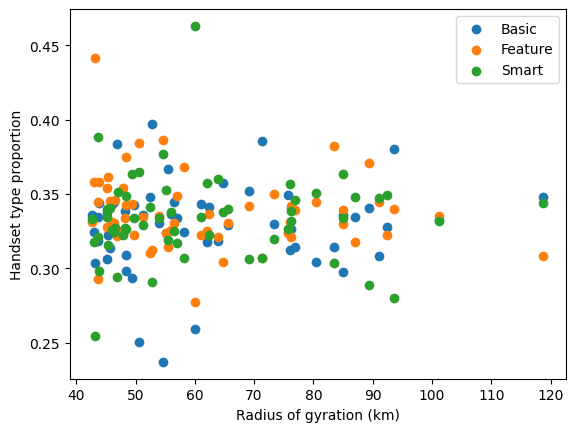 Basic
Feature
Smart
0.45
0.40
0.35
0.30
0.25
Handset type proportion
40 50 60 70 80 90 100 110 120
Radius of gyration (km)